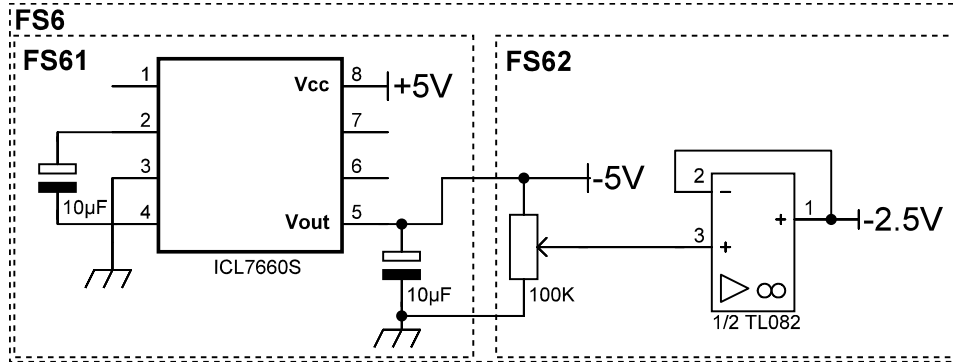 FS6
FS61
FS62
1
2
3
4
Vcc
8
+5V
7
6
Vout
5
10µF
ICL7660S
10µF
-5V
100K
2
−
3
+
+
1
-2.5V
▷ ∞
1/2 TL082